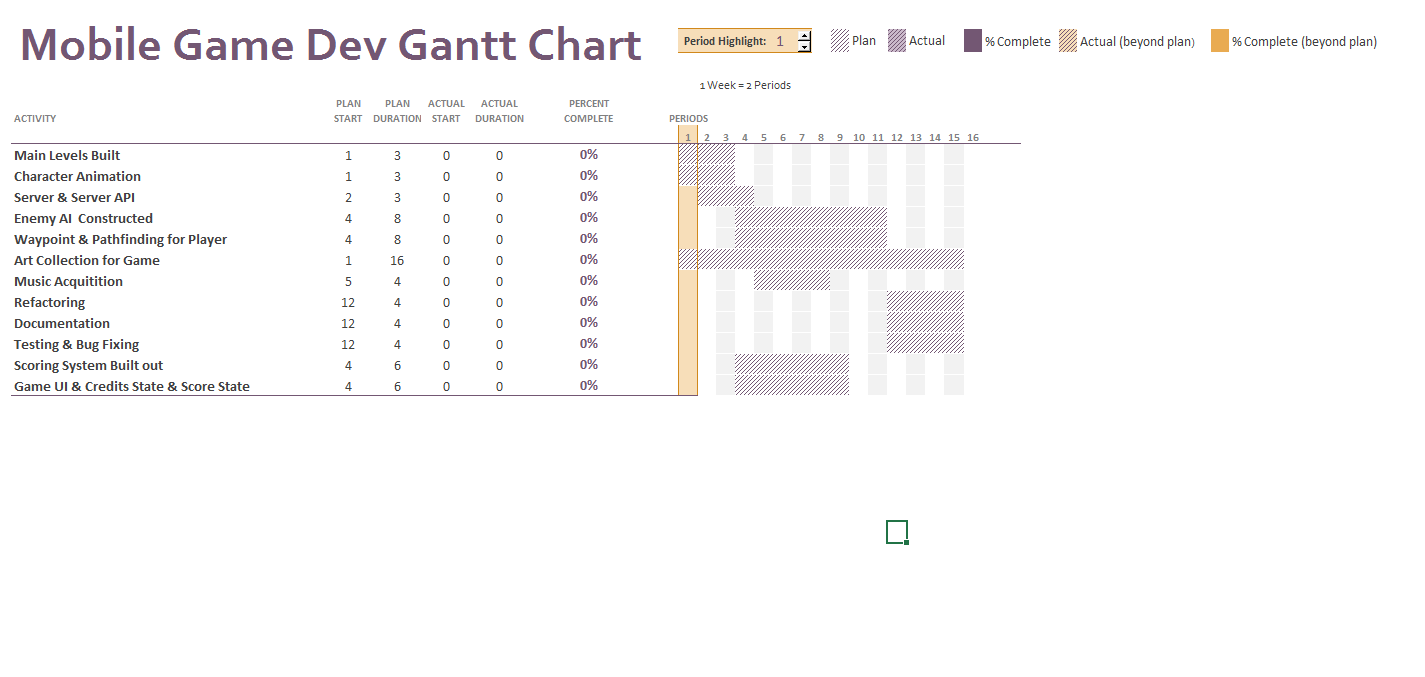 Mobile Game Dev Gantt Chart
Period Highlight: 1
Plan
Actual
% Complete
Actual (beyond plan)
% Complete (beyond plan)
1 Week = 2 Periods
ACTIVITY PLAN START PLAN DURATION ACTUAL START ACTUAL DURATION PERCENT COMPLETE PERIODS
1 2 3 4 5 6 7 8 9 10 11 12 13 14 15 16
Main Levels Built 1 3 0 0 0%
Character Animation 1 3 0 0 0%
Server & Server API 2 3 0 0 0%
Enemy AI  Constructed 4 8 0 0 0%
Waypoint & Pathfinding for Player 4 8 0 0 0%
Art Collection for Game 1 16 0 0 0%
Music Acquitition 5 4 0 0 0%
Refactoring 12 4 0 0 0%
Documentation 12 4 0 0 0%
Testing & Bug Fixing 12 4 0 0 0%
Scoring System Built out 4 6 0 0 0%
Game UI & Credits State & Score State 4 6 0 0 0%